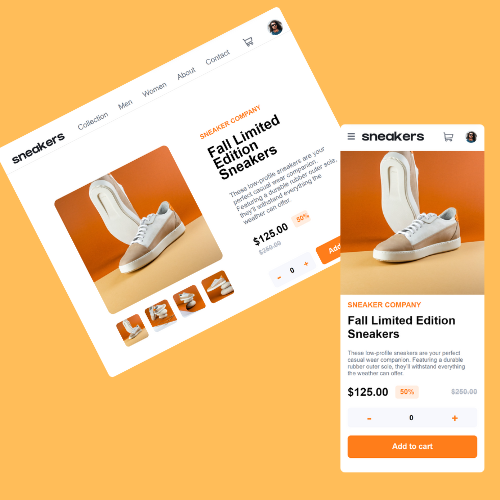 sneakers
Collection
Men
Women
About
Contact
SNEAKER COMPANY
Fall Limited
Edition
Sneakers
These low-profile sneakers are your
perfect casual wear companion.
Featuring a durable rubber outer sole,
they'll withstand everything the
weather can offer.
$125.00 50%
$250.00
- 0 +
Add
sneakers
SNEAKER COMPANY
Fall Limited Edition
Sneakers
These low-profile sneakers are your perfect
casual wear companion. Featuring a durable
rubber outer sole, they'll withstand everything
the weather can offer.
$125.00 50% $250.00
- 0 +
Add to cart